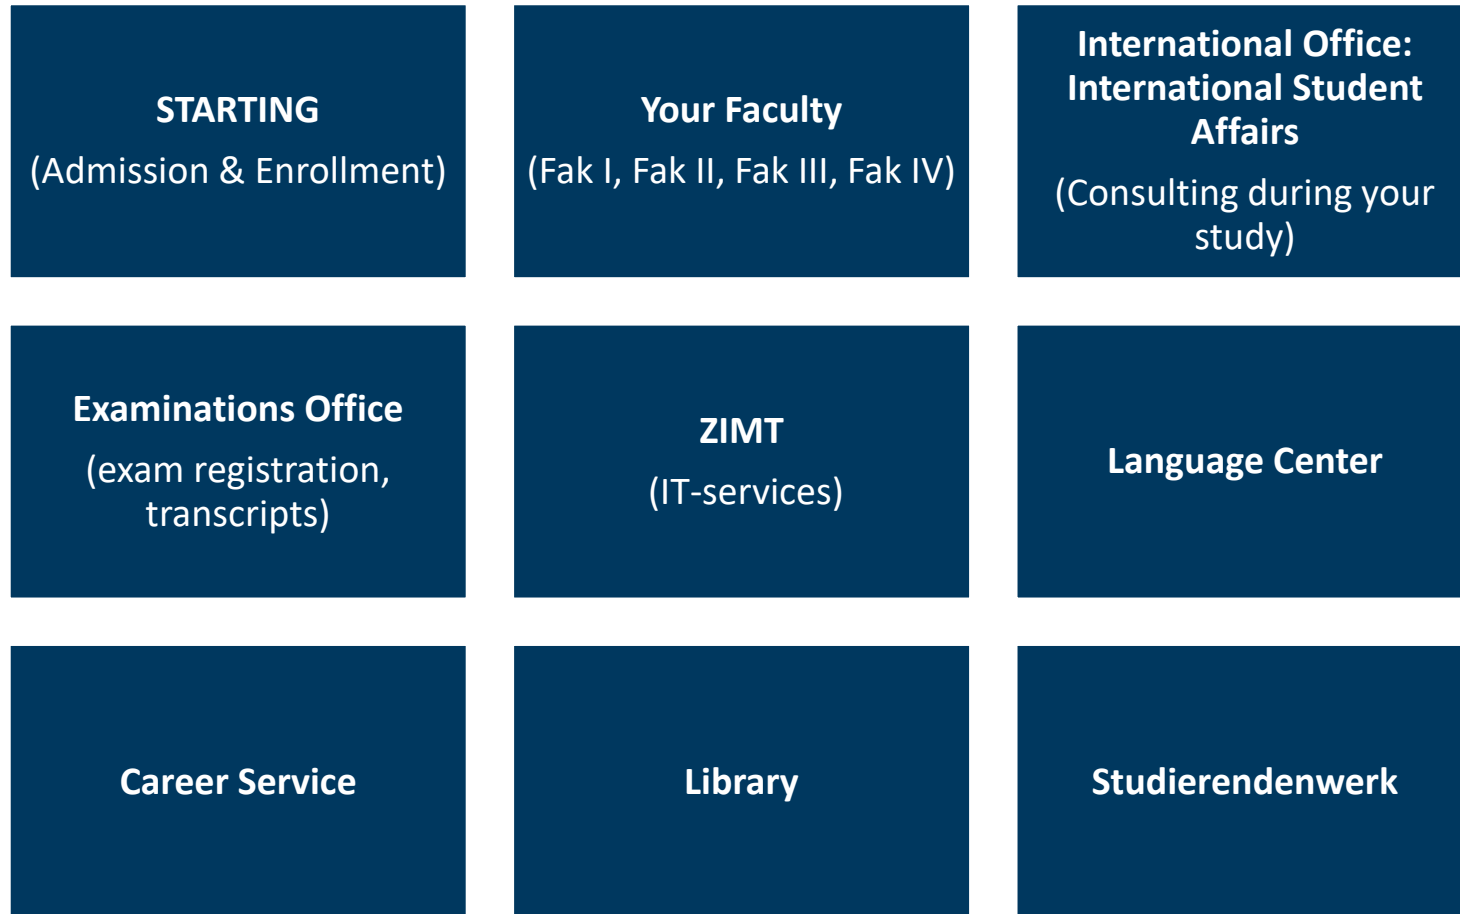 STARTING
(Admission & Enrollment)
Your Faculty
(Fak I, Fak II, Fak III, Fak IV)
International Office:
International Student
Affairs
(Consulting during your
study)
Examinations Office
(exam registration,
transcripts)
ZIMT
(IT-services)
Language Center
Career Service
Library
Studierendenwerk